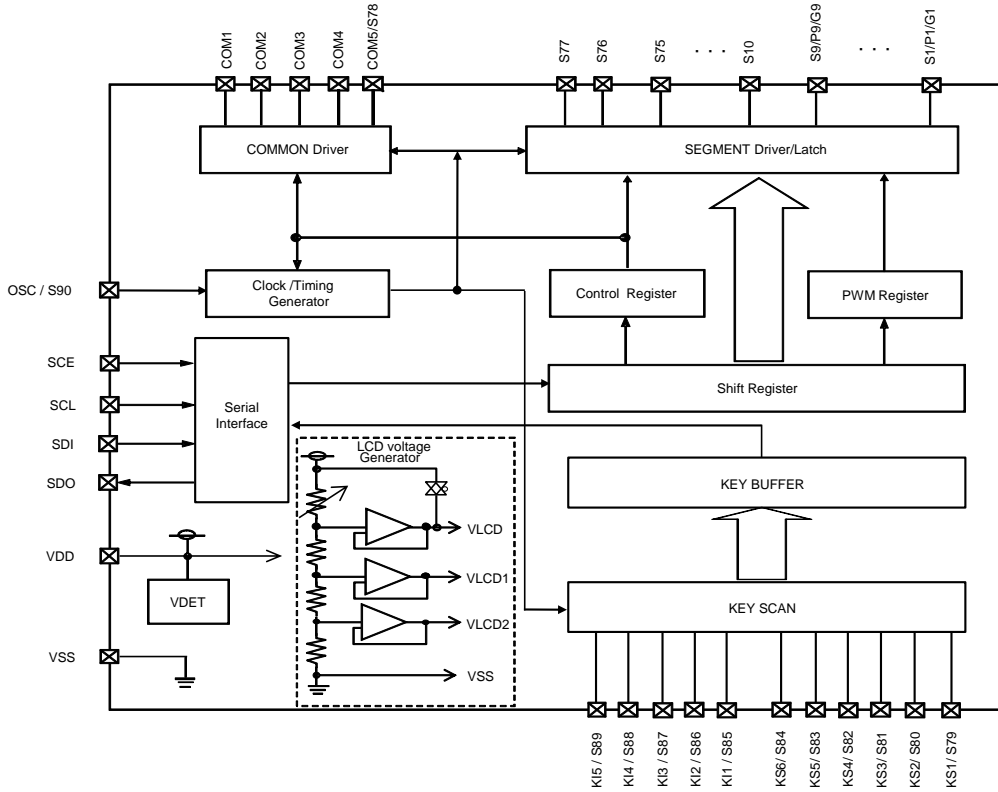 COM1
COM2
COM3
COM4
COM5/S78
S77
S76
S75
. . .
S10
S9/P9/G9
. . .
S1/P1/G1
COMMON Driver
SEGMENT Driver/Latch
OSC / S90
Clock /Timing
Generator
Control Register
PWM Register
SCE
SCL
SDI
SDO
Serial
Interface
Shift Register
LCD voltage
Generator
KEY BUFFER
VLCD
VLCD1
VLCD2
VSS
VDD
VDET
KEY SCAN
VSS
KI5 / S89
KI4 / S88
KI3 / S87
KI2 / S86
KI1 / S85
KS6/ S84
KS5/ S83
KS4/ S82
KS3/ S81
KS2/ S80
KS1/ S79